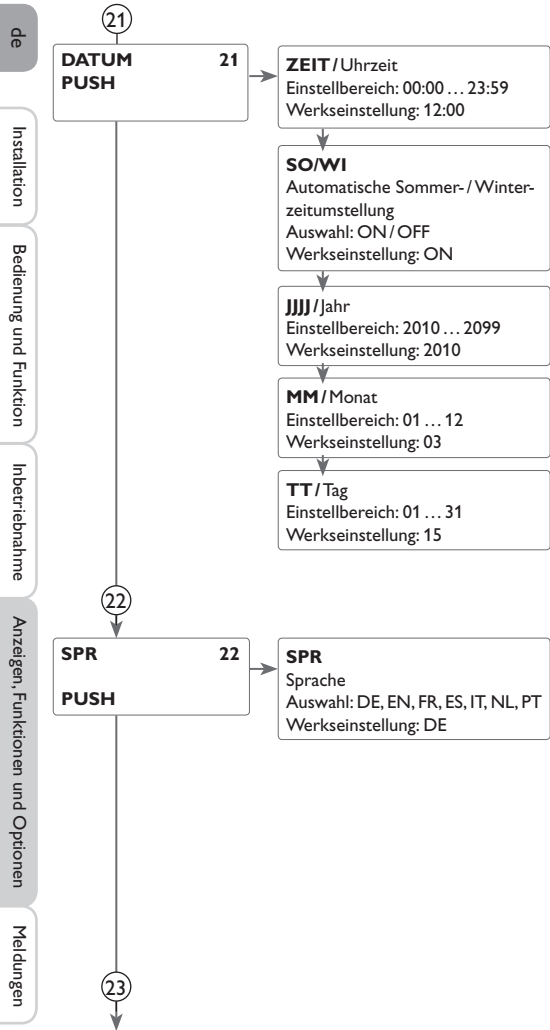 de
Installation
Bedienung und Funktion
Inbetriebnahme
Anzeigen, Funktionen und Optionen
Meldungen
21
DATUM 21
PUSH
ZEIT / Uhrzeit
Einstellbereich: 00:00 … 23:59
Werkseinstellung: 12:00
SO/WI
Automatische Sommer- / Winter-
zeitumstellung
Auswahl: ON / OFF
Werkseinstellung: ON
JJJJ / Jahr
Einstellbereich: 2010 … 2099
Werkseinstellung: 2010
MM / Monat
Einstellbereich: 01 … 12
Werkseinstellung: 03
TT / Tag
Einstellbereich: 01 … 31
Werkseinstellung: 15
22
SPR 22
PUSH
SPR
Sprache
Auswahl: DE, EN, FR, ES, IT, NL, PT
Werkseinstellung: DE
23